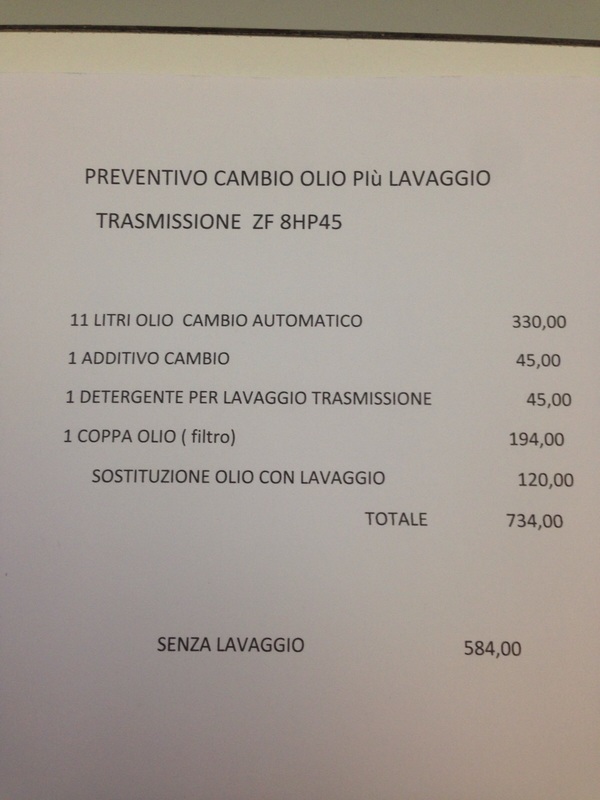 PREVENTIVO CAMBIO OLIO PIù LAVAGGIO
TRASMISSIONE ZF 8HP45
11 LITRI OLIO CAMBIO AUTOMATICO 330,00
1 ADDITIVO CAMBIO 45,00
1 DETERGENTE PER LAVAGGIO TRASMISSIONE 45,00
1 COPPA OLIO ( filtro) 194,00
SOSTITUZIONE OLIO CON LAVAGGIO 120,00
TOTALE 734,00
SENZA LAVAGGIO 584,00